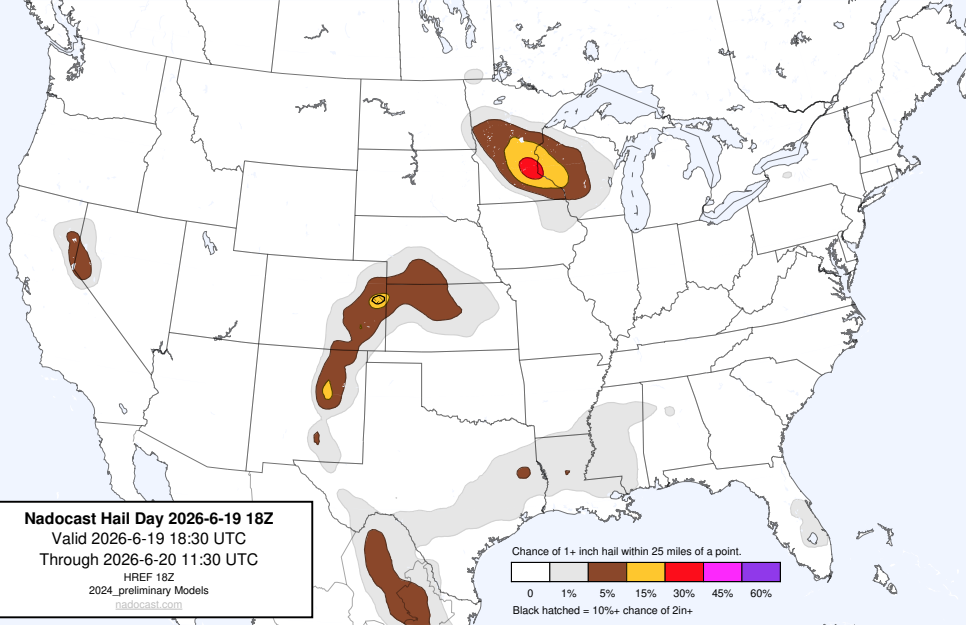 Nadocast Hail Day 2026-6-19 18Z
Valid 2026-6-19 18:30 UTC
Through 2026-6-20 11:30 UTC
HREF 18Z
2024_preliminary Models
nadocast.com
Chance of 1+ inch hail within 25 miles of a point.
0 1% 5% 15% 30% 45% 60%
Black hatched = 10%+ chance of 2in+